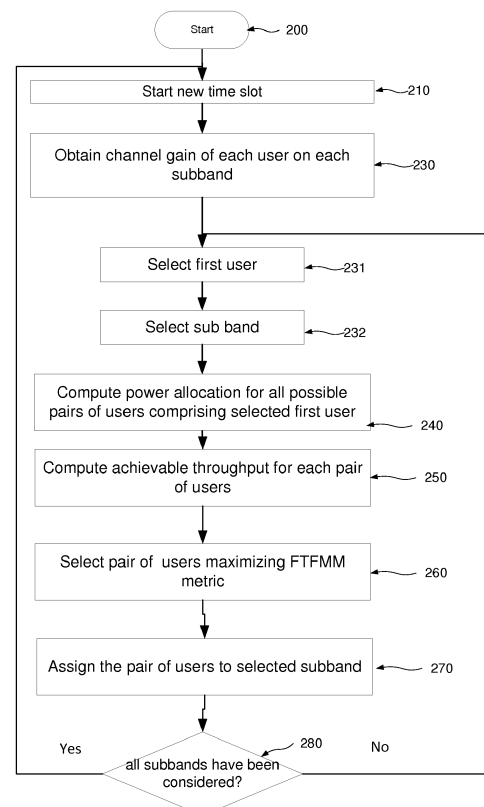 Start
200
Start new time slot
210
Obtain channel gain of each user on each
subband
230
Select first user
231
Select sub band
232
Compute power allocation for all possible
pairs of users comprising selected first user
240
Compute achievable throughput for each pair
of users
250
Select pair of users maximizing FTFMM
metric
260
Assign the pair of users to selected subband
270
280
Yes
No
all subbands have been
considered?